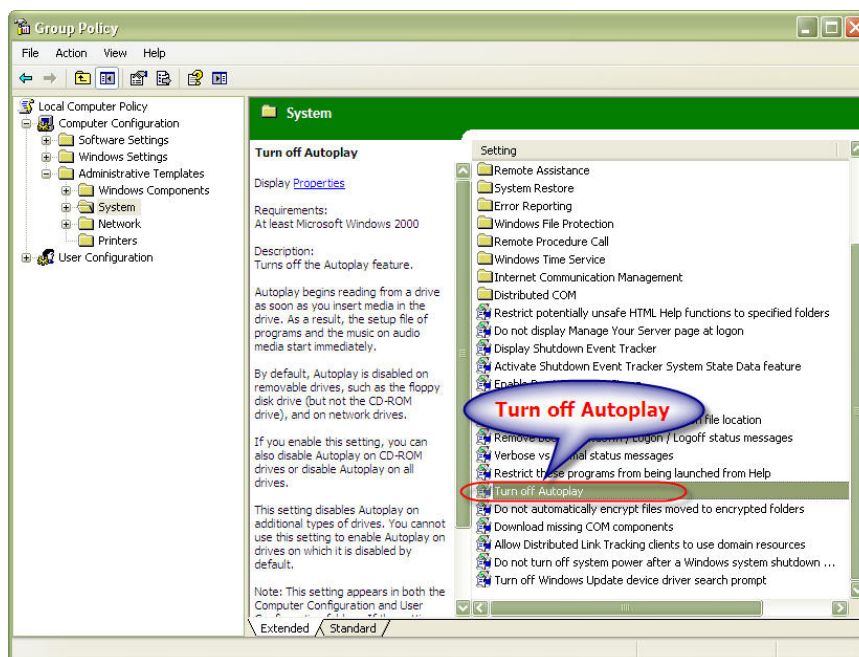 Group Policy
File Action View Help
Local Computer Policy
Computer Configuration
Software Settings
Windows Settings
Administrative Templates
Windows Components
System
Network
Printers
User Configuration
System
Turn off Autoplay
Display Properties
Requirements:
At least Microsoft Windows 2000
Description:
Turns off the Autoplay feature.
Autoplay begins reading from a drive
as soon as you insert media in the
drive. As a result, the setup file of
programs and the music on audio
media start immediately.
By default, Autoplay is disabled on
removable drives, such as the floppy
disk drive (but not the CD-ROM
drive), and on network drives.
If you enable this setting, you can
also disable Autoplay on CD-ROM
drives or disable Autoplay on all
drives.
This setting disables Autoplay on
additional types of drives. You cannot
use this setting to enable Autoplay on
drives on which it is disabled by
default.
Note: This setting appears in both the
Computer Configuration and User
Setting
Remote Assistance
System Restore
Error Reporting
Windows File Protection
Remote Procedure Call
Windows Time Service
Internet Communication Management
Distributed COM
Restrict potentially unsafe HTML Help functions to specified folders
Do not display Manage Your Server page at logon
Display Shutdown Event Tracker
Activate Shutdown Event Tracker System State Data feature
Enable
Turn off Autoplay
file location
Remove / Logon / Logoff status messages
Verbose vs status messages
Restrict these programs from being launched from Help
Turn off Autoplay
Do not automatically encrypt files moved to encrypted folders
Download missing COM components
Allow Distributed Link Tracking clients to use domain resources
Do not turn off system power after a Windows system shutdown ...
Turn off Windows Update device driver search prompt
Extended Standard